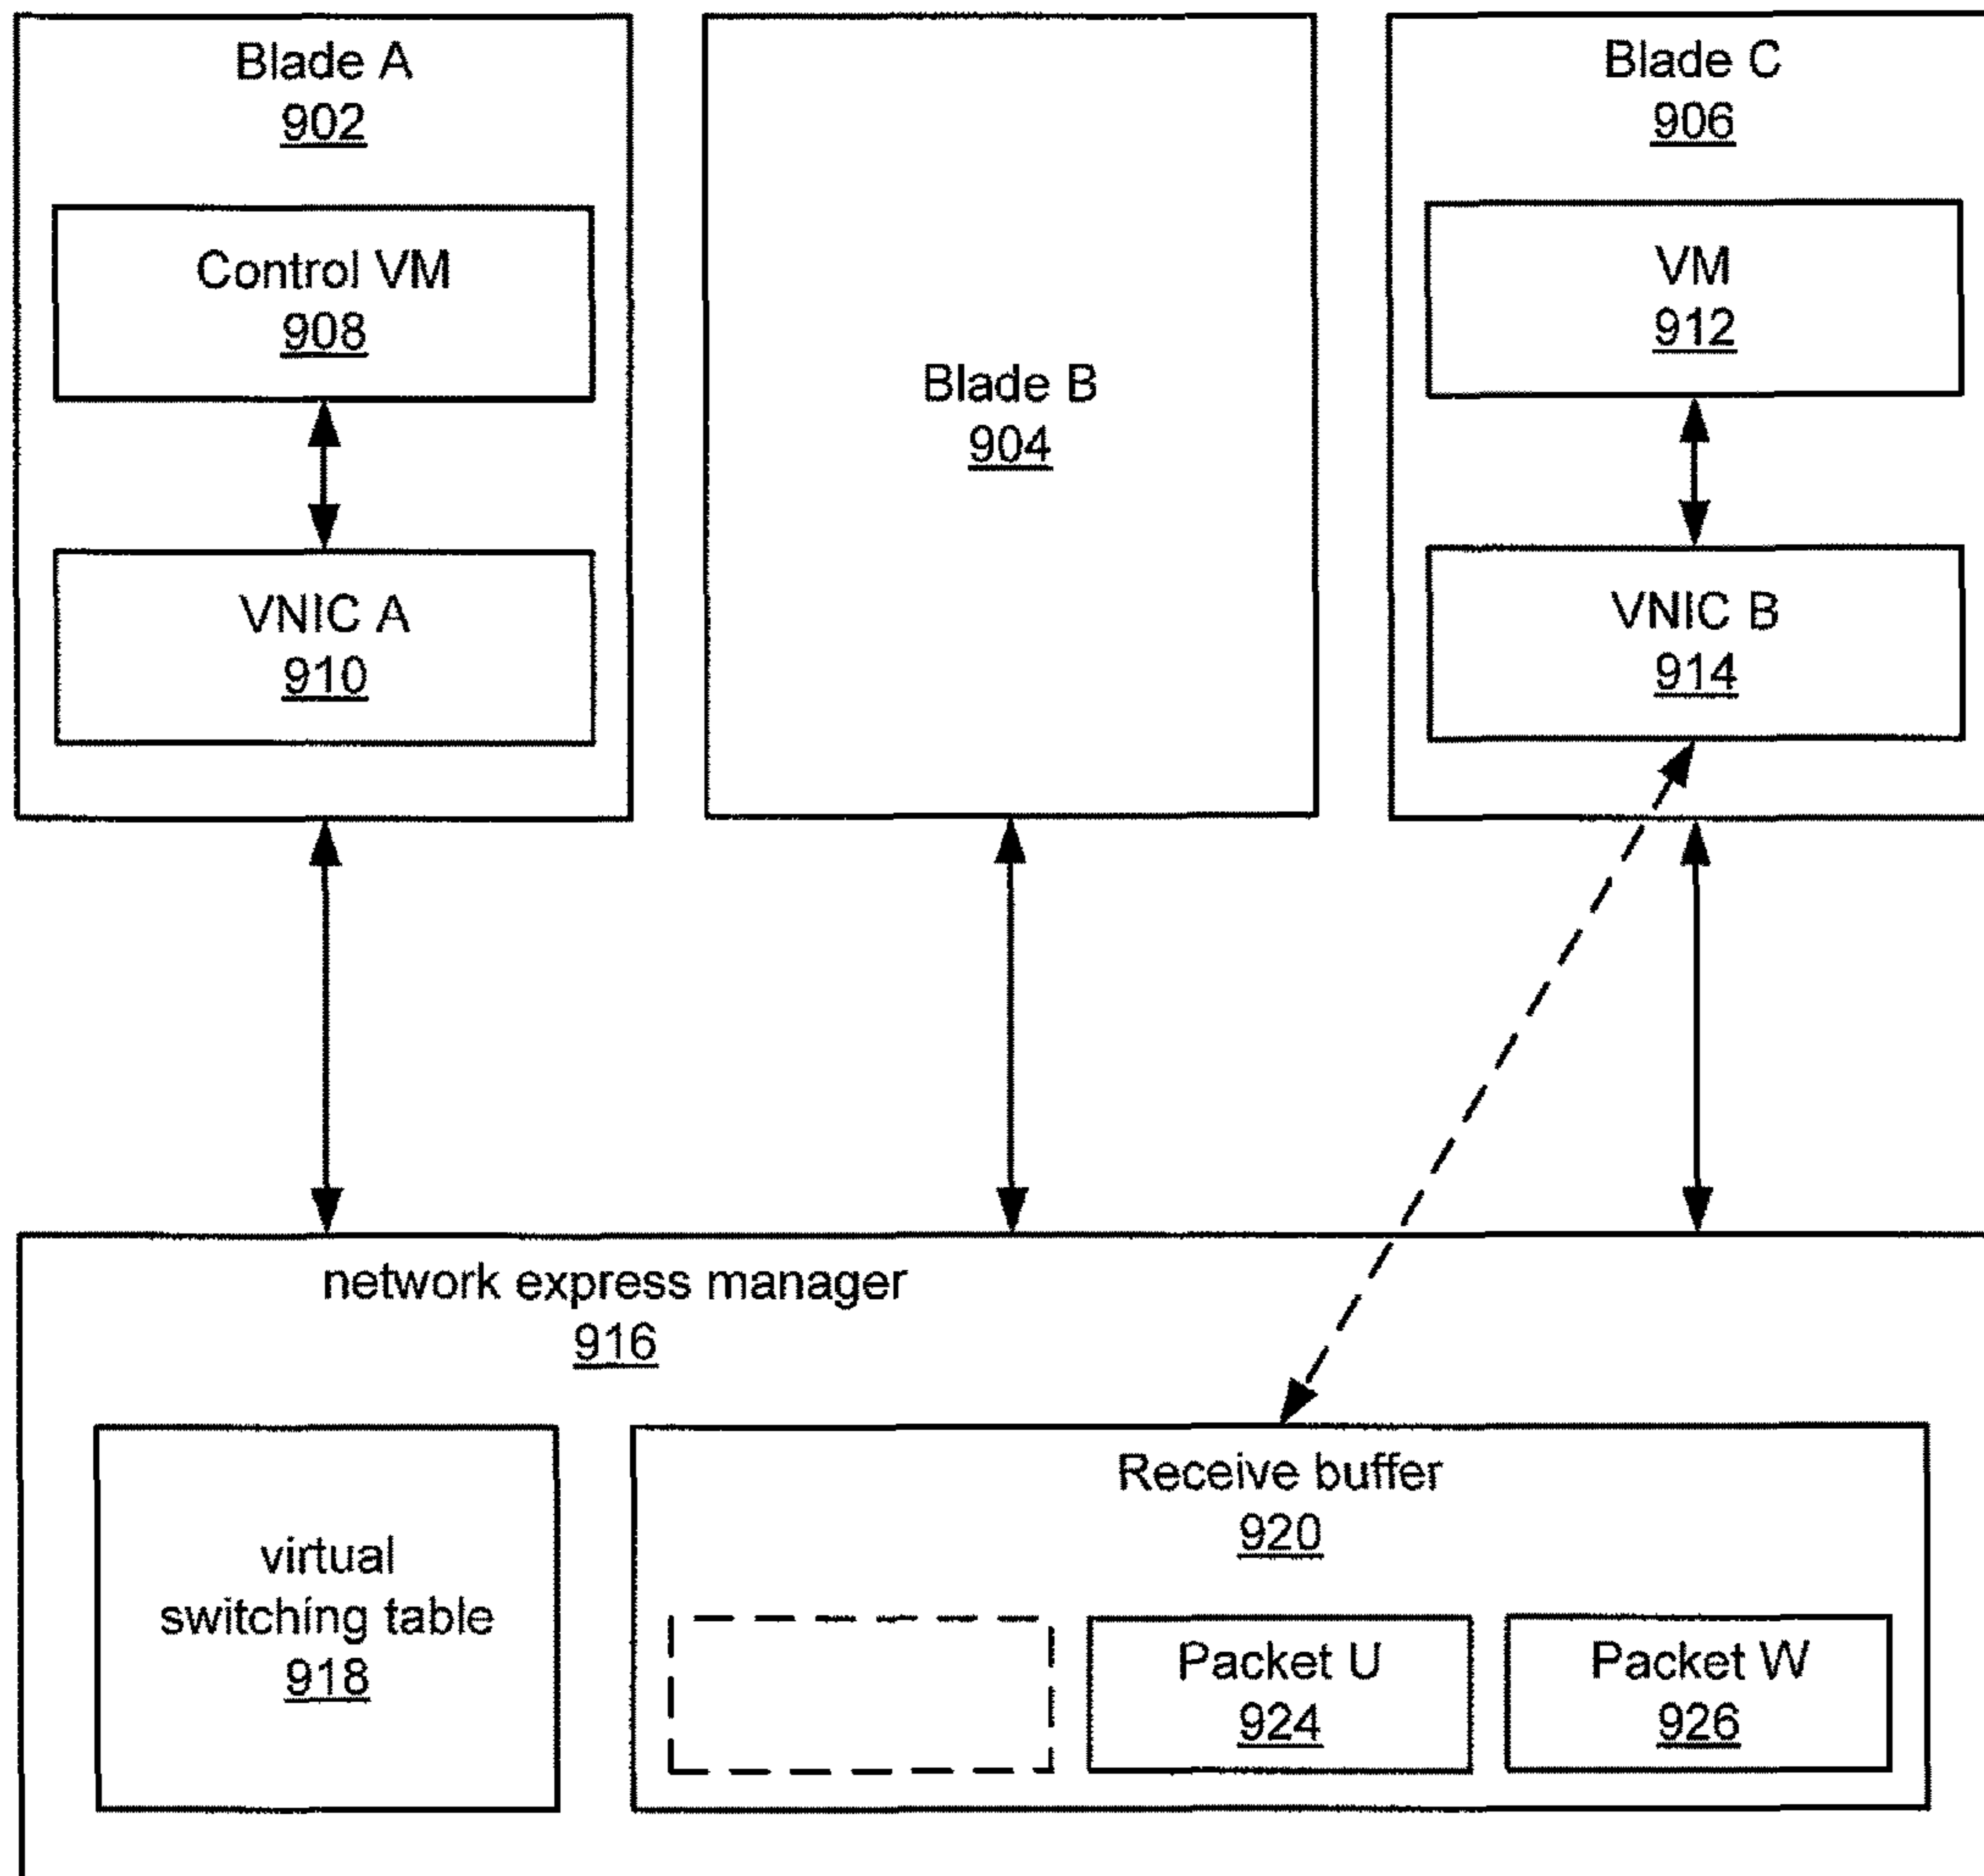 Blade A
902
Control VM
908
VNIC A
910
Blade B
904
Blade C
906
VM
912
VNIC B
914
network express manager
916
virtual
switching table
918
Receive buffer
920
Packet U
924
Packet W
926